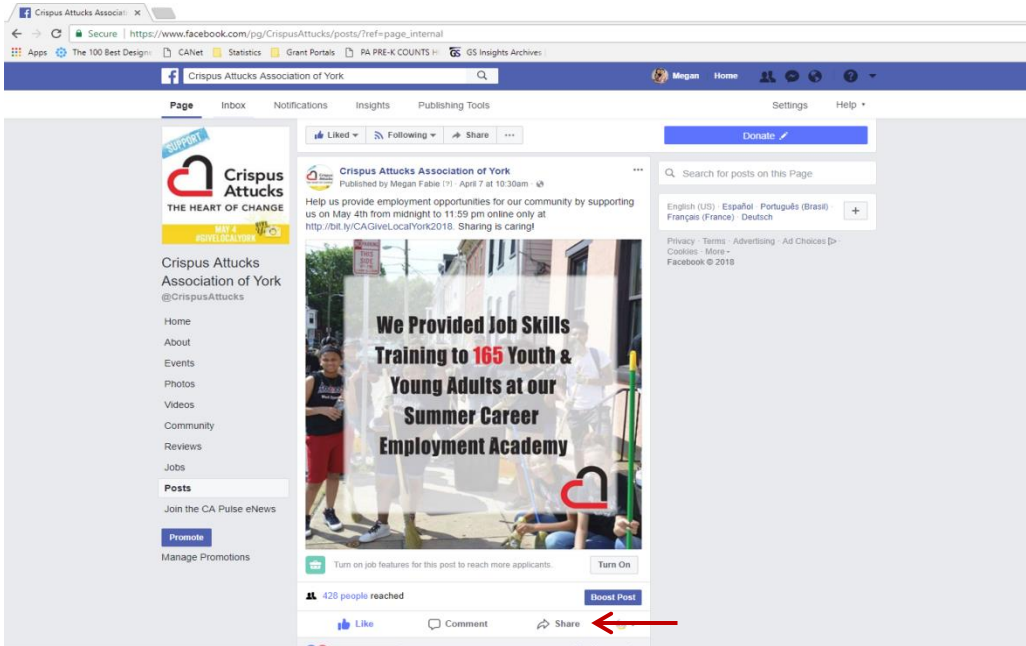 Crispus Attucks Associati
Secure | https://www.facebook.com/pg/CrispusAttucks/posts/?ref=page_internal
Apps The 100 Best Design CANet Statistics Grant Portals PA PRE-K COUNTS H GS GS Insights Archives
Crispus Attucks Association of York Megan Home
Page Inbox Notifications Insights Publishing Tools Settings Help
SUPPORT
Crispus
Attucks
THE HEART OF CHANGE
MAY 4
#GIVELOCALYORK
Crispus Attucks
Association of York
@CrispusAttucks
Home
About
Events
Photos
Videos
Community
Reviews
Jobs
Posts
Join the CA Pulse eNews
Promote
Manage Promotions
Liked Following Share ...
Crispus Attucks Association of York ...
Published by Megan Fabie [?] · April 7 at 10:30am ·
Help us provide employment opportunities for our community by supporting
us on May 4th from midnight to 11:59 pm online only at
http://bit.ly/CAGiveLocalYork2018. Sharing is caring!
THIS
SIDE
We Provided Job Skills
Training to 165 Youth &
Young Adults at our
Summer Career
Employment Academy
Turn on job features for this post to reach more applicants. Turn On
428 people reached Boost Post
Like Comment Share
Donate
Search for posts on this Page
English (US) · Español · Português (Brasil) ·
Français (France) · Deutsch +
Privacy · Terms · Advertising · Ad Choices ·
Cookies · More
Facebook © 2018